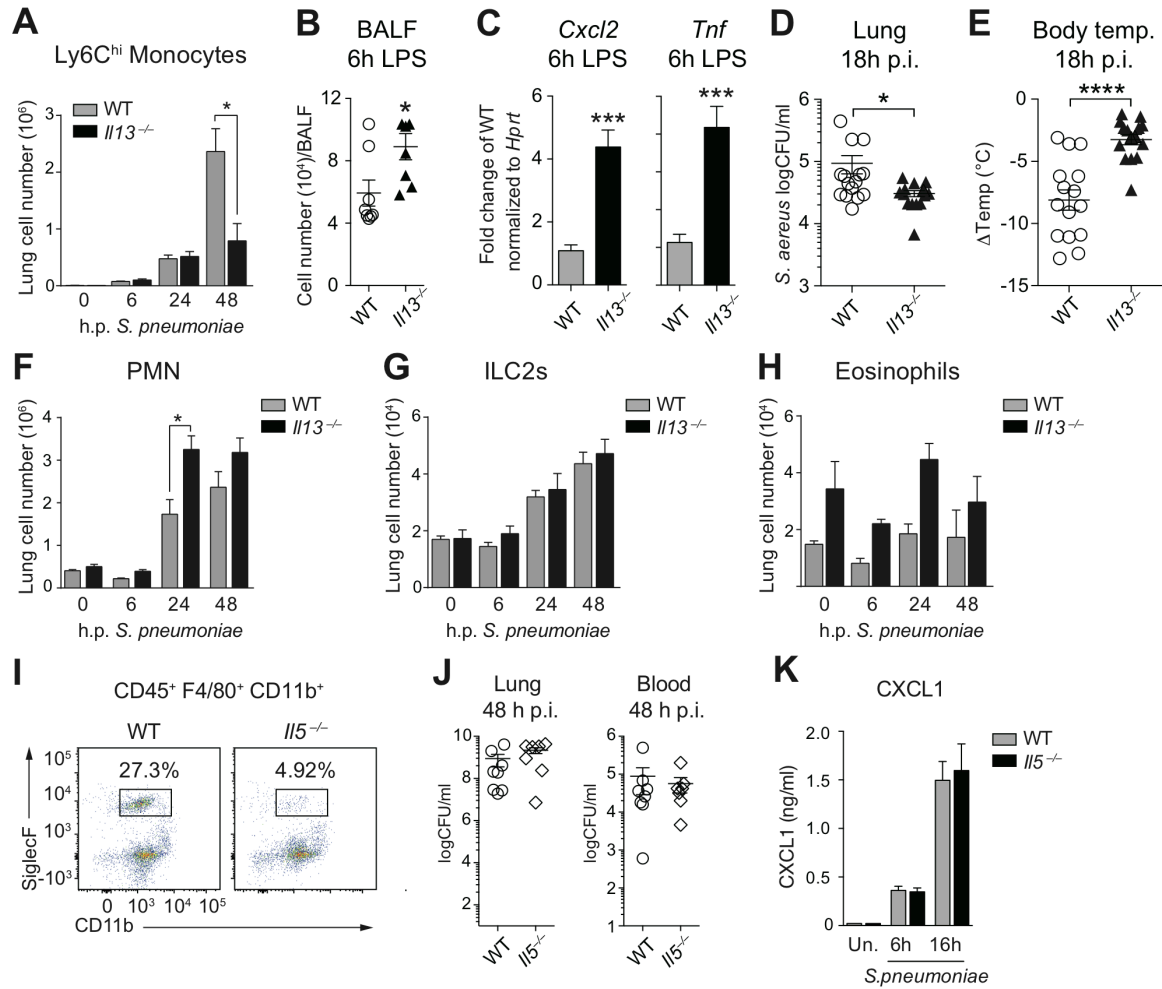 A
Ly6Chi Monocytes
WT
Il13–/–
Lung cell number (106)
3
2
1
0
*
0 6 24 48
h.p. S. pneumoniae
B
BALF
6h LPS
Cell number (104)/BALF
12
8
4
0
*
WT Il13-/-
C
Cxcl2
6h LPS
Tnf
6h LPS
Fold change of WT
normalized to Hprt
6
4
2
0
***
***
WT Il13-/-
WT Il13-/-
D
Lung
18h p.i.
S. aereus logCFU/ml
6
5
4
3
*
WT Il13-/-
E
Body temp.
18h p.i.
ΔTemp (°C)
0
-5
-10
-15
****
WT Il13-/-
F
PMN
WT
Il13–/–
Lung cell number (106)
4
3
2
1
0
*
0 6 24 48
h.p. S. pneumoniae
G
ILC2s
WT
Il13–/–
Lung cell number (104)
6
4
2
0
0 6 24 48
h.p. S. pneumoniae
H
Eosinophils
WT
Il13–/–
Lung cell number (104)
6
4
2
0 6 24 48
h.p. S. pneumoniae
I
CD45+ F4/80+ CD11b+
WT
Il5–/–
27.3%
4.92%
SiglecF
105
104
103
-103
0 103 104 105
CD11b
J
Lung
48 h p.i.
Blood
48 h p.i.
logCFU/ml
10
8
6
4
2
WT Il5-/-
logCFU/ml
6
5
4
3
2
1
WT Il5-/-
K
CXCL1
WT
Il5–/–
CXCL1 (ng/ml)
2.0
1.5
1.0
0.5
0
Un. 6h 16h
S.pneumoniae